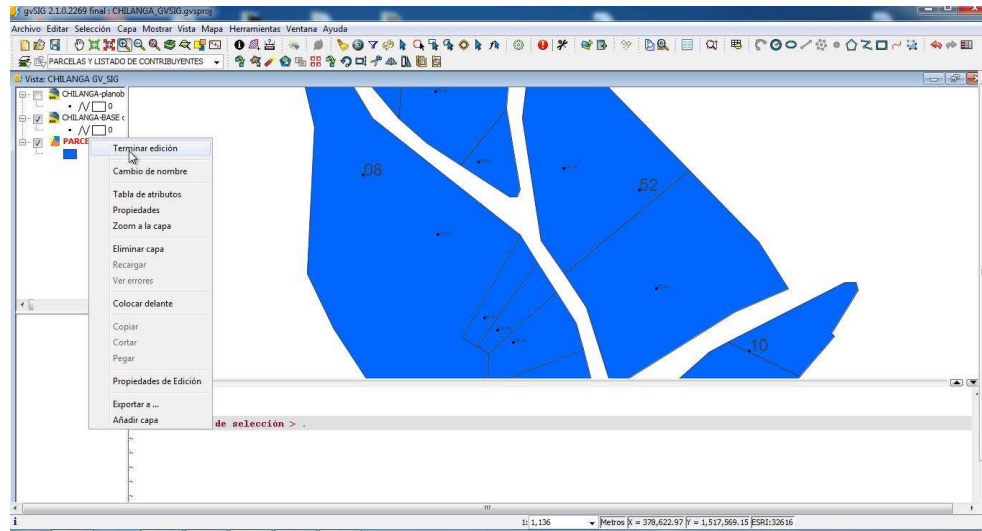 gvSIG 2.1.0.2269 final : CHILANGA_GVSIG.gvsproj
Archivo Editar Selección Capa Mostrar Vista Mapa Herramientas Ventana Ayuda
PARCELAS Y LISTADO DE CONTRIBUYENTES
Vista: CHILANGA GV_SIG
CHILANGA-planob
0
CHILANGA-BASE c
0
PARCE
Terminar edición
Cambio de nombre
Tabla de atributos
Propiedades
Zoom a la capa
Eliminar capa
Recargar
Ver errores
Colocar delante
Copiar
Cortar
Pegar
Propiedades de Edición
Exportar a ...
Añadir capa
08
52
10
de selección > .
1: 1,136
Metros
X = 378,622.97
Y = 1,517,569.15
ESRI:32616